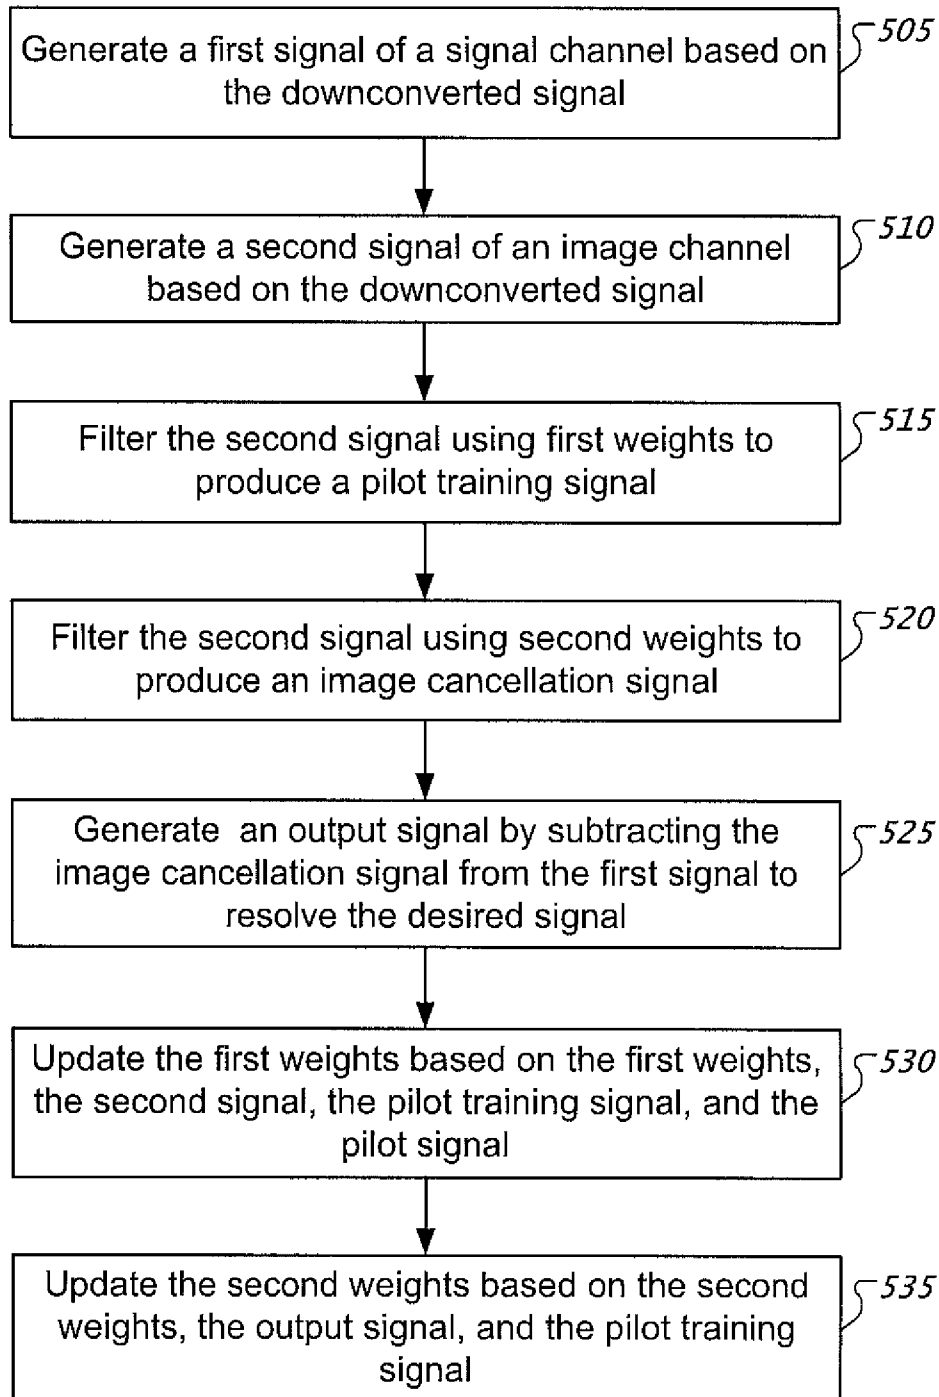 Generate a first signal of a signal channel based on
the downconverted signal
505
Generate a second signal of an image channel
based on the downconverted signal
510
Filter the second signal using first weights to
produce a pilot training signal
515
Filter the second signal using second weights to
produce an image cancellation signal
520
Generate an output signal by subtracting the
image cancellation signal from the first signal to
resolve the desired signal
525
Update the first weights based on the first weights,
the second signal, the pilot training signal, and the
pilot signal
530
Update the second weights based on the second
weights, the output signal, and the pilot training
signal
535